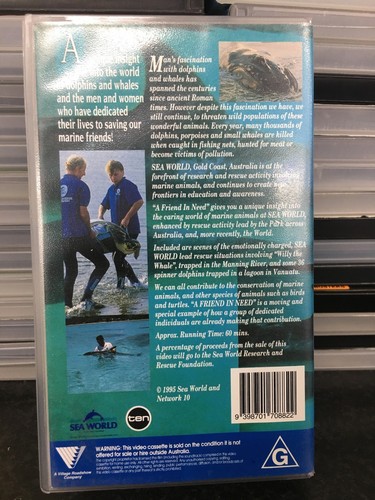 A
insight
into the world
of dolphins and whales
and the men and women
who have dedicated
their lives to saving our
marine friends!
Man's fascination
with dolphins
and whales has
spanned the centuries
since ancient Roman
times. However despite this fascination we, we
still continue, to threaten wild populations of these
wonderful animals. Every year, many thousands of
dolphins, porpoises and small whales are killed
when caught in fishing nets, hunted for meat or
become victims of pollution.
SEA WORLD, Gold Coast, Australia is at the
forefront of research and rescue activity involving
marine animals, and continues to create new
frontiers in education and awareness.
"A Friend In Need" gives you a unique insight into
the caring world of marine animals at SEA WORLD,
enhanced by rescue activity lead by the Park across
Australia, and, more recently, the World.
Included are scenes of the emotionally charged, SEA
WORLD lead rescue situations involving "Willy the
Whale", trapped in the Manning River, and some 36
spinner dolphins trapped in a lagoon in Vanuatu.
We can all contribute to the conservation of marine
animals, and other species of animals such as birds
and turtles. "A FRIEND IN NEED" is a moving and
special example of how a group of dedicated
individuals are already making that contribution.
Approx. Running Time: 60 mins.
A percentage of proceeds from the sale of this
video will go to the Sea World Research and
Rescue Foundation.
© 1995 Sea World and
Network 10
9 398701 708822
SEA WORLD
ten
A Village Roadshow
Company
WARNING: This video cassette is sold on the condition it is not
offered for sale or hire outside Australia.
G